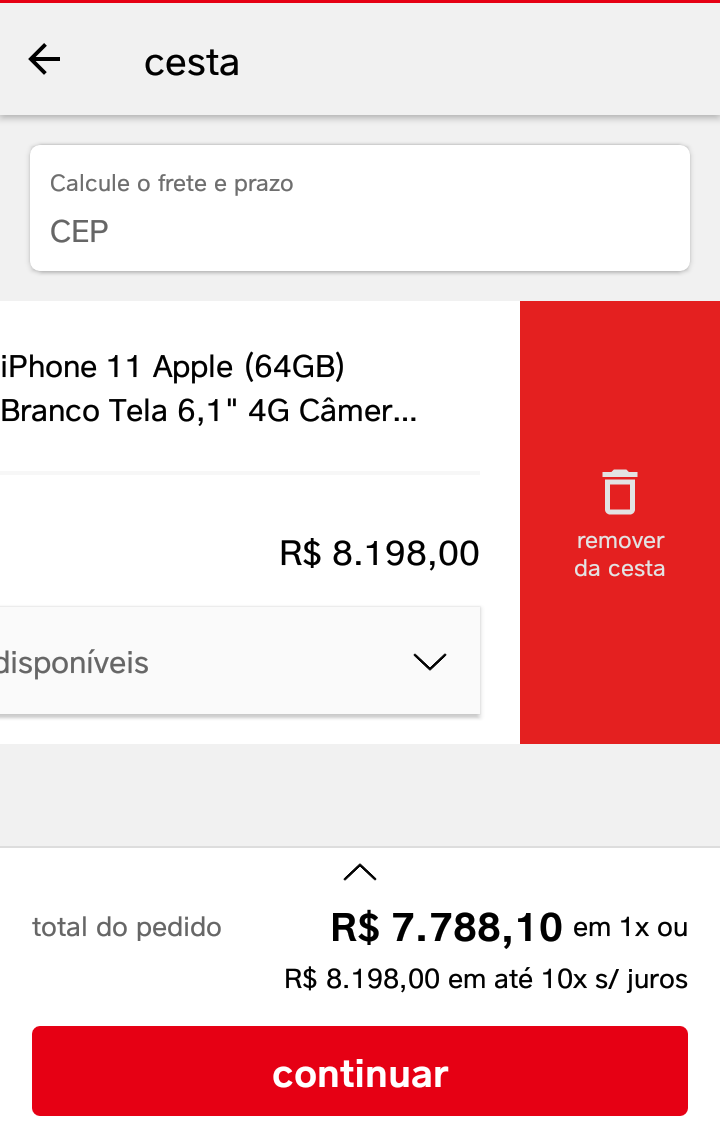 cesta
Calcule o frete e prazo
CEP
iPhone 11 Apple (64GB)
Branco Tela 6,1" 4G Câmer...
R$ 8.198,00
disponíveis
remover
da cesta
total do pedido R$ 7.788,10 em 1x ou
R$ 8.198,00 em até 10x s/ juros
continuar